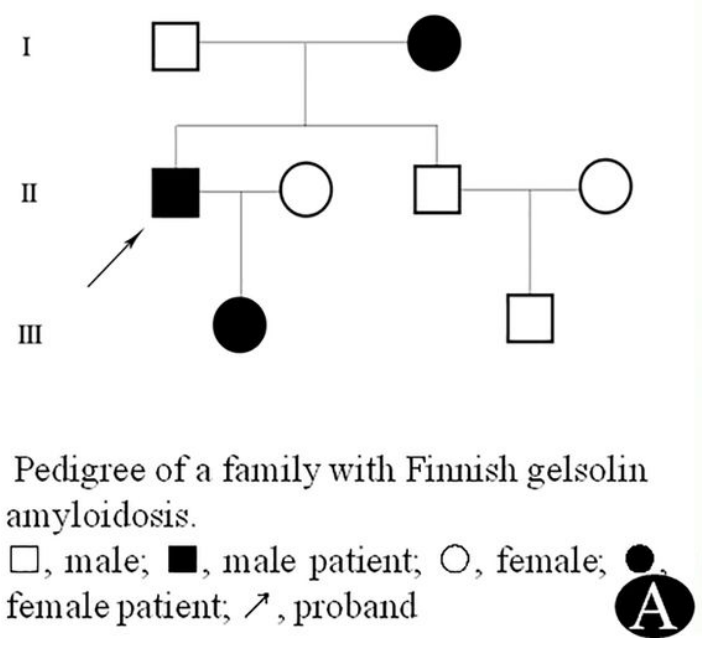 I
II
III
Pedigree of a family with Finnish gelsolin
amyloidosis.
□, male; ■, male patient; ○, female; ●,
female patient; ↗, proband
A